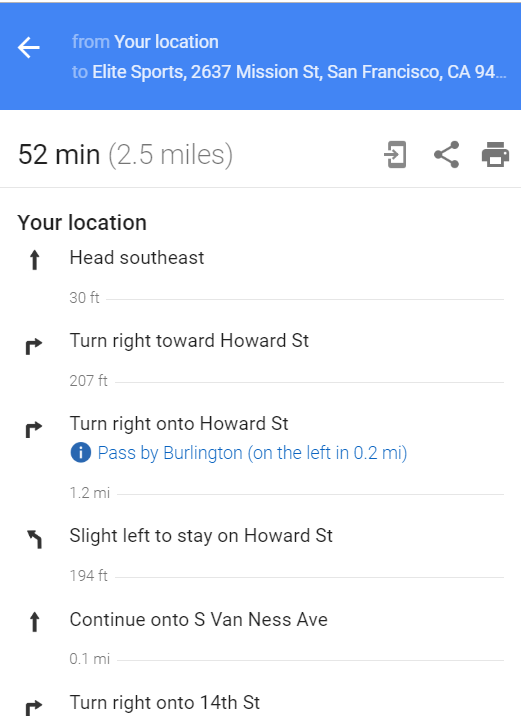 from Your location
to Elite Sports, 2637 Mission St, San Francisco, CA 94...
52 min (2.5 miles)
Your location
Head southeast
30 ft
Turn right toward Howard St
207 ft
Turn right onto Howard St
Pass by Burlington (on the left in 0.2 mi)
1.2 mi
Slight left to stay on Howard St
194 ft
Continue onto S Van Ness Ave
0.1 mi
Turn right onto 14th St